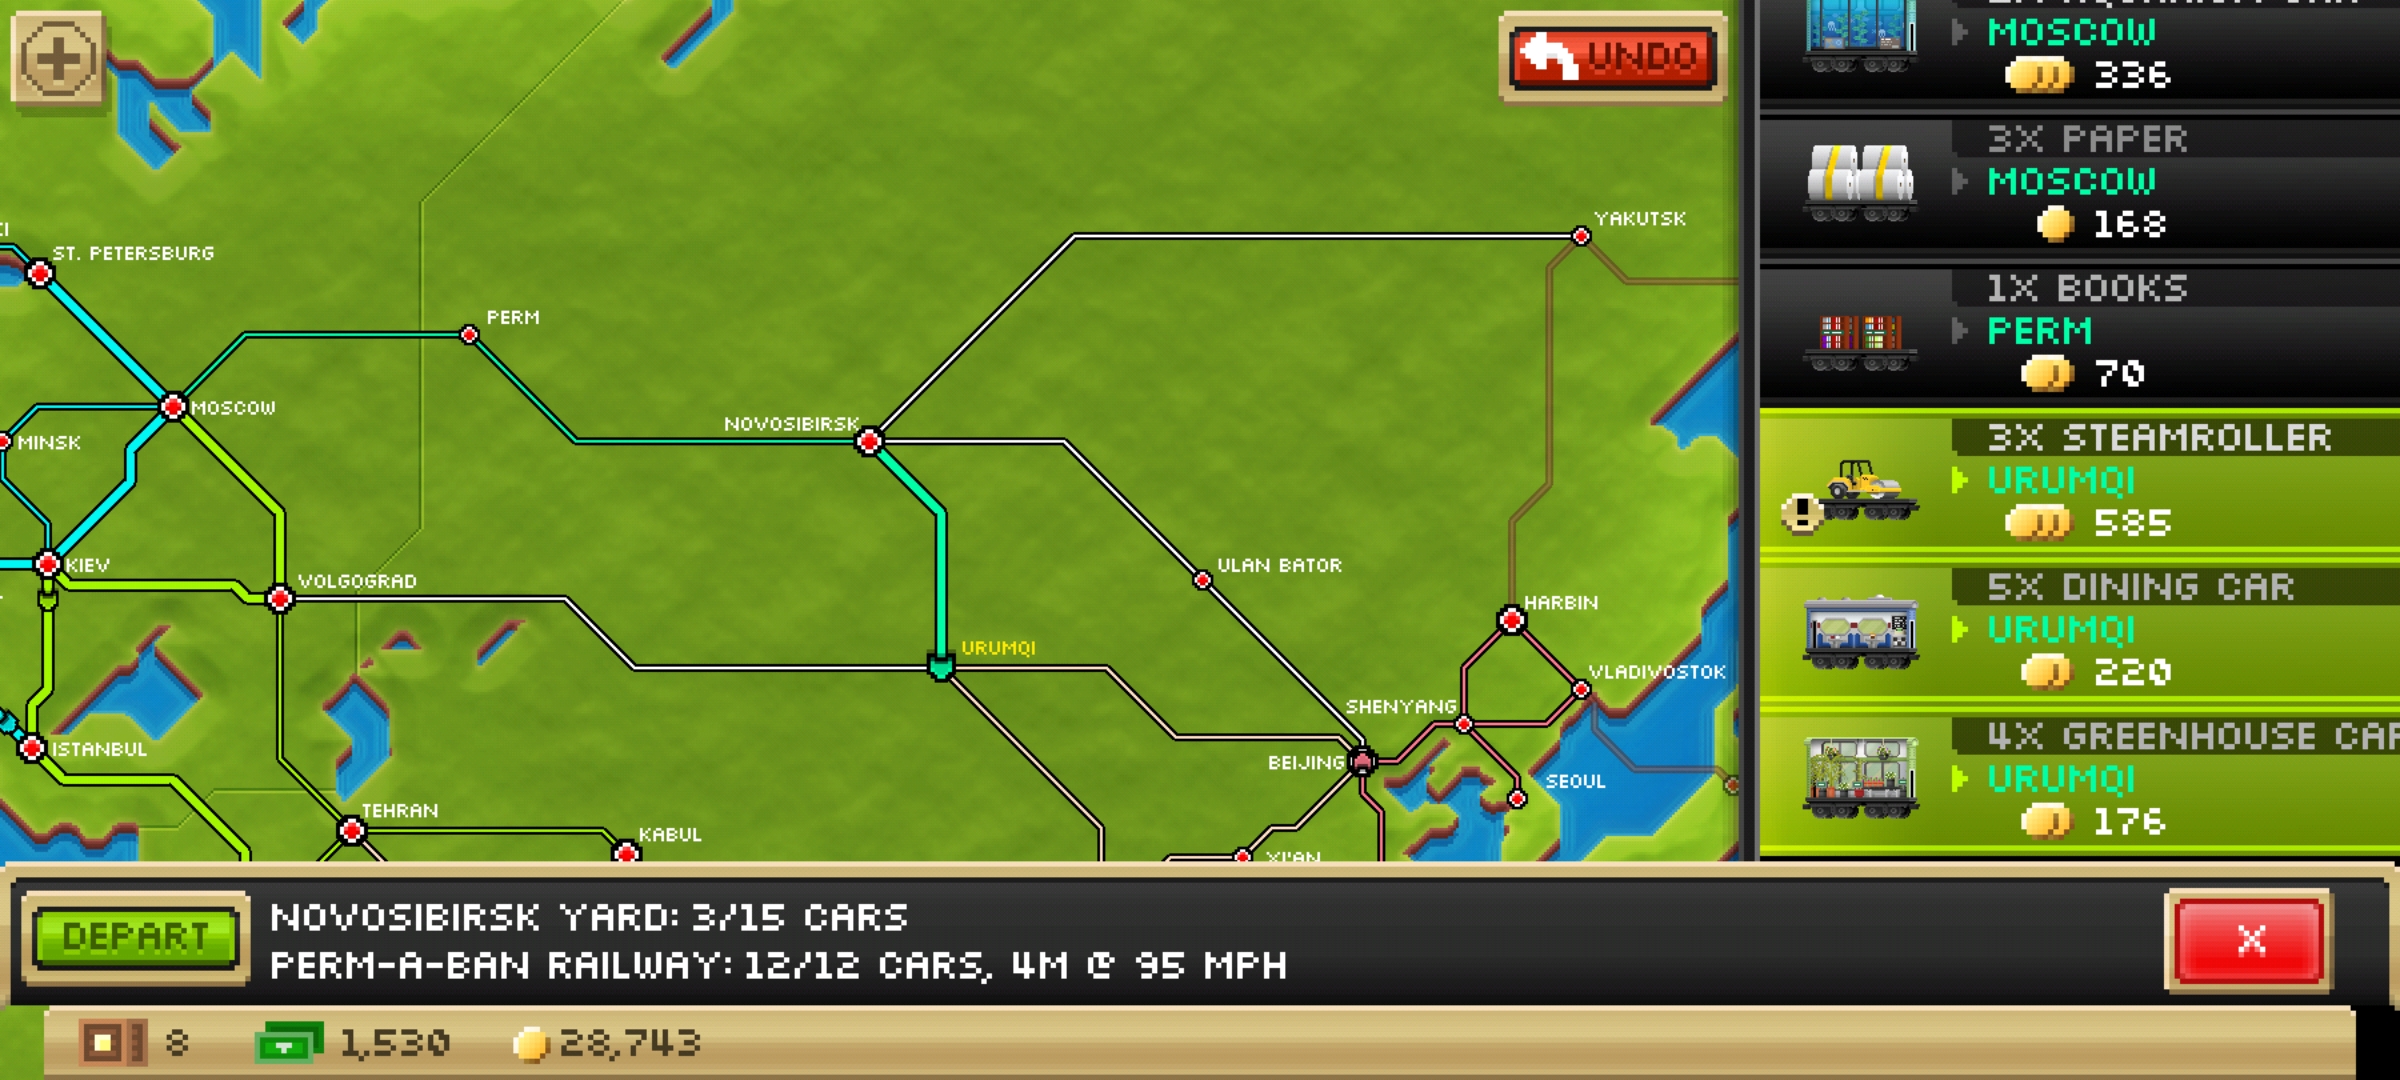 UNDO
MOSCOW
336
3X PAPER
MOSCOW
168
1X BOOKS
PERM
70
3X STEAMROLLER
URUMQI
585
5X DINING CAR
URUMQI
220
4X GREENHOUSE CAR
URUMQI
176
YAKUTSK
ST. PETERSBURG
PERM
MOSCOW
NOVOSIBIRSK
MINSK
KIEV
ULAN BATOR
VOLGOGRAD
HARBIN
URUMQI
VLADIVOSTOK
SHENYANG
ISTANBUL
BEIJING
SEOUL
TEHRAN
KABUL
XI'AN
DEPART
NOVOSIBIRSK YARD: 3/15 CARS
PERM-A-BAN RAILWAY: 12/12 CARS, 4M @ 95 MPH
X
8
1,530
28,743